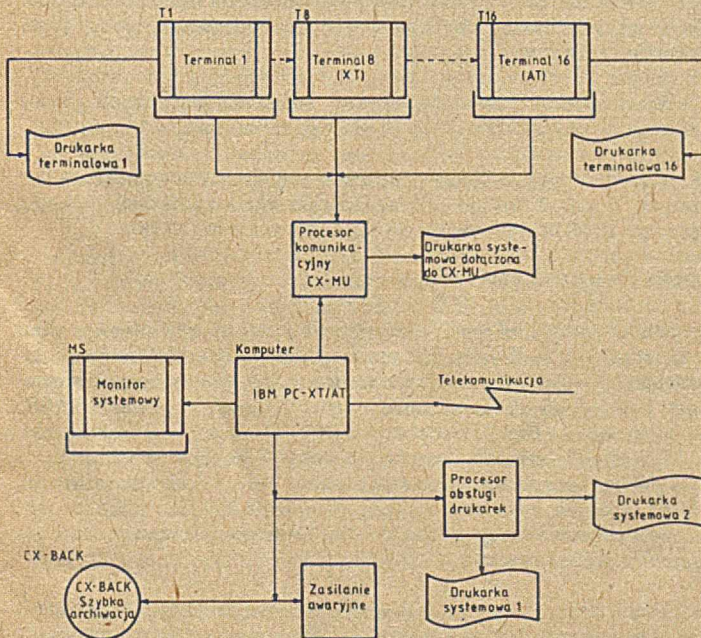 T1
T8
T16
Terminal 1
Terminal 8
(XT)
Terminal 16
(AT)
Drukarka
terminalowa 1
Drukarka
terminalowa 16
Procesor
komunika-
cyjny
CX-MU
Drukarka syste-
mowa dołączona
do CX-MU
MS
Monitor
systemowy
Komputer
IBM PC-XT/AT
Telekomunikacja
Procesor
obsługi
drukarek
Drukarka
systemowa 2
Drukarka
systemowa 1
CX-BACK
CX-BACK
Szybka
archiwacja
Zasilanie
awaryjne